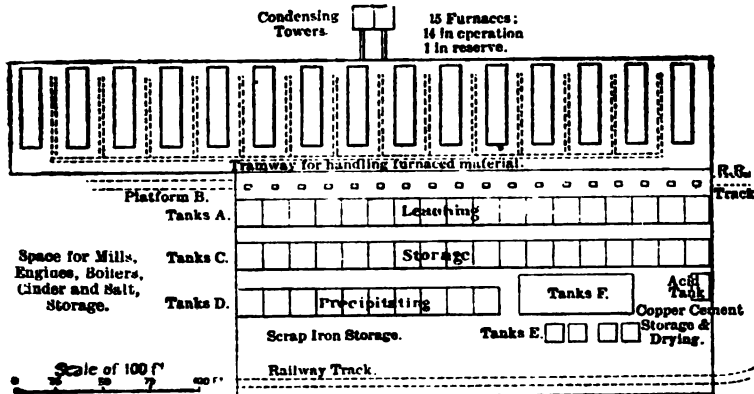 Condensing
Towers.
15 Furnaces;
14 in operation
1 in reserve.
Tramway for handling furnaced material.
R.R.
Track
Platform B.
Tanks A.
Leaching
Space for Mills,
Engines, Boilers,
Cinder and Salt,
Storage.
Tanks C.
Storage
Tanks D.
Precipitating
Tanks F.
Acid
Tank
Copper Cement
Storage &
Drying.
Scrap Iron Storage.
Tanks E.
Scale of 100 f'
Railway Track.
0
50